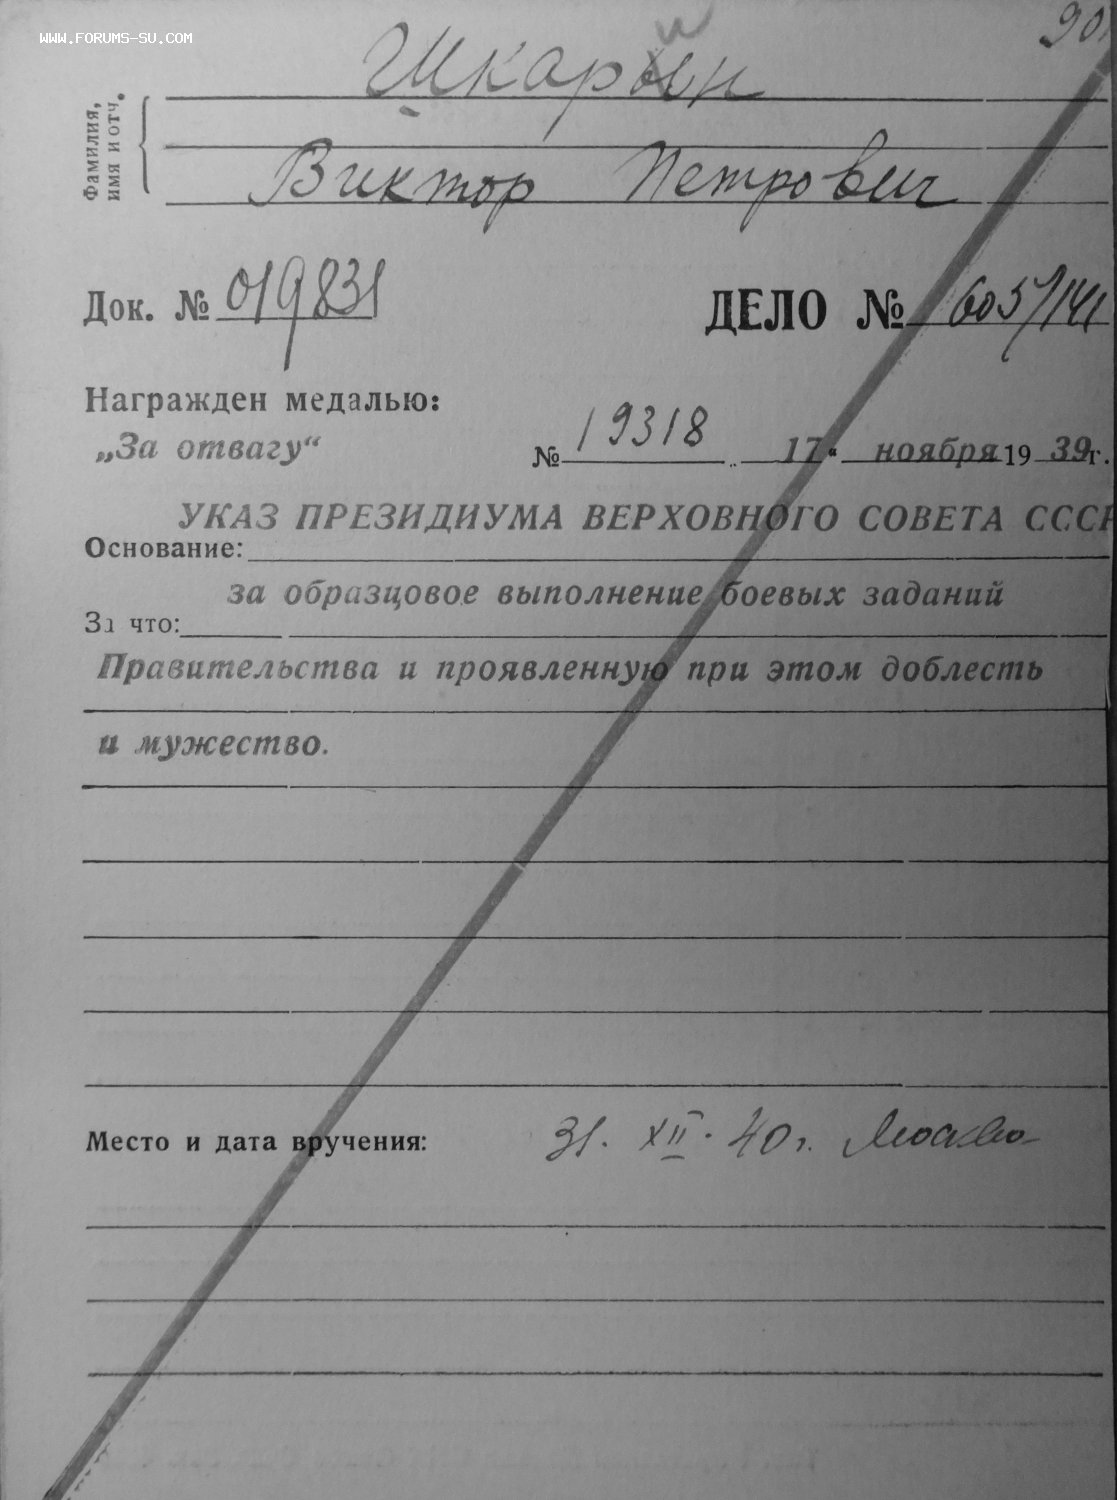 WWW.FORUMS-SU.COM
90
Фамилия,
имя и отч.
Шкарин
Виктор Петрович
Док. № 019831
ДЕЛО № 605/141
Награжден медалью:
„За отвагу“ № 19318 „ 17 “ ноября 19 39г.
УКАЗ ПРЕЗИДИУМА ВЕРХОВНОГО СОВЕТА СССР
Основание:
за образцовое выполнение боевых заданий
За что:
Правительства и проявленную при этом доблесть
и мужество.
Место и дата вручения: 31. XII. 40 г. Москва